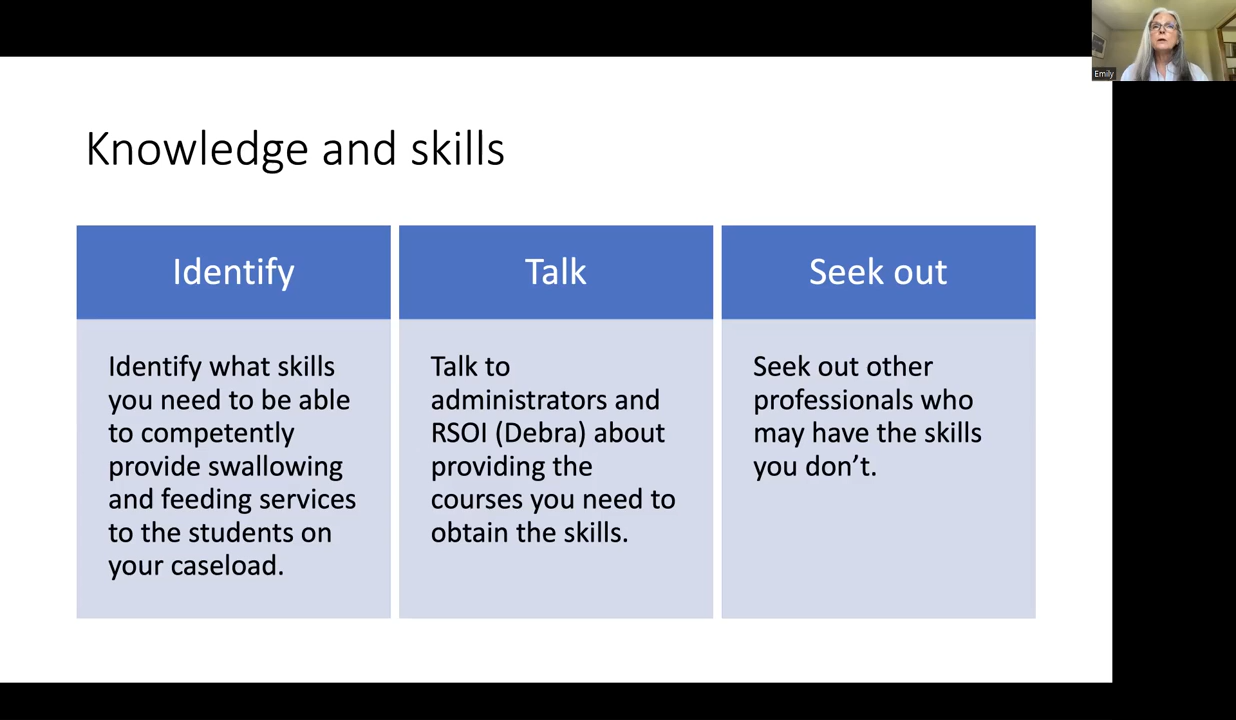 Emily
Knowledge and skills
Identify
Identify what skills
you need to be able
to competently
provide swallowing
and feeding services
to the students on
your caseload.
Talk
Talk to
administrators and
RSOI (Debra) about
providing the
courses you need to
obtain the skills.
Seek out
Seek out other
professionals who
may have the skills
you don’t.